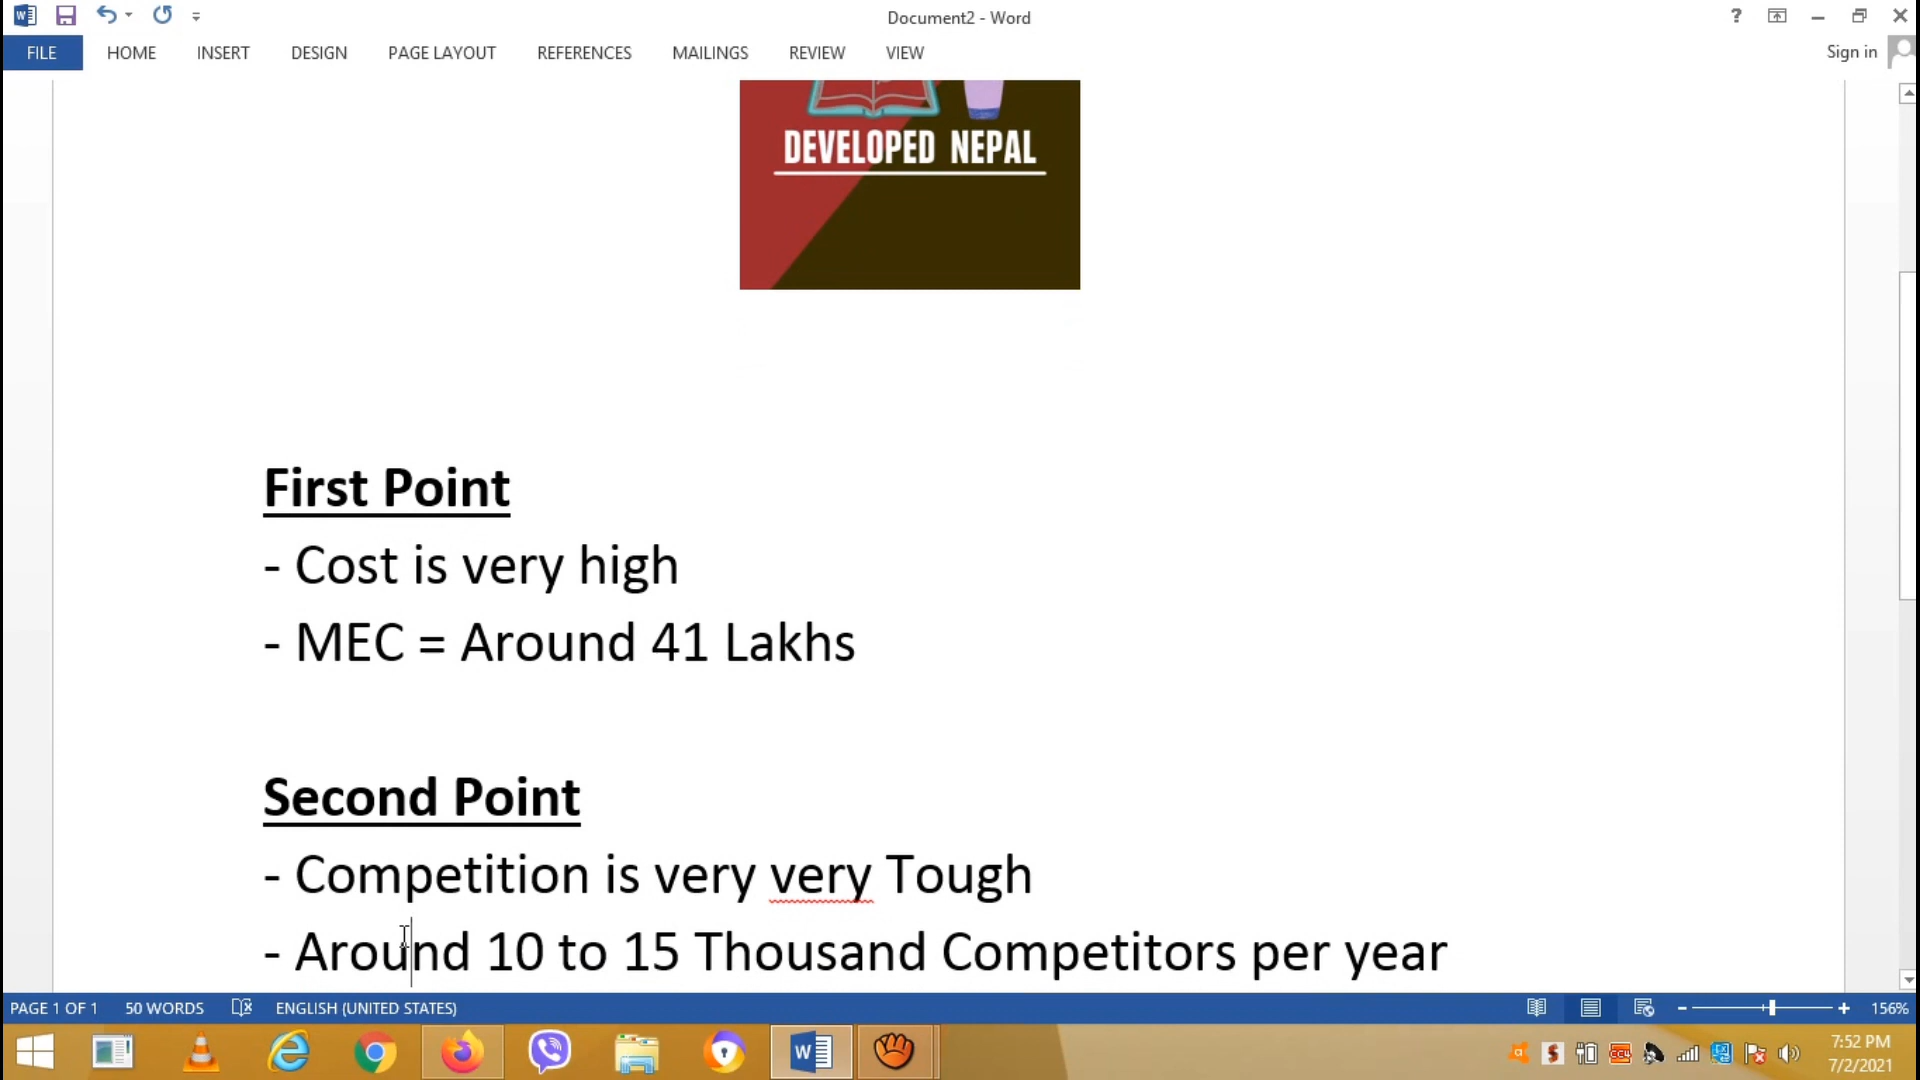 Document2 - Word
?
FILE HOME INSERT DESIGN PAGE LAYOUT REFERENCES MAILINGS REVIEW VIEW Sign in
DEVELOPED NEPAL
First Point
- Cost is very high
- MEC = Around 41 Lakhs
Second Point
- Competition is very very Tough
- Around 10 to 15 Thousand Competitors per year
PAGE 1 OF 1 50 WORDS ENGLISH (UNITED STATES) 156%
7:52 PM
7/2/2021